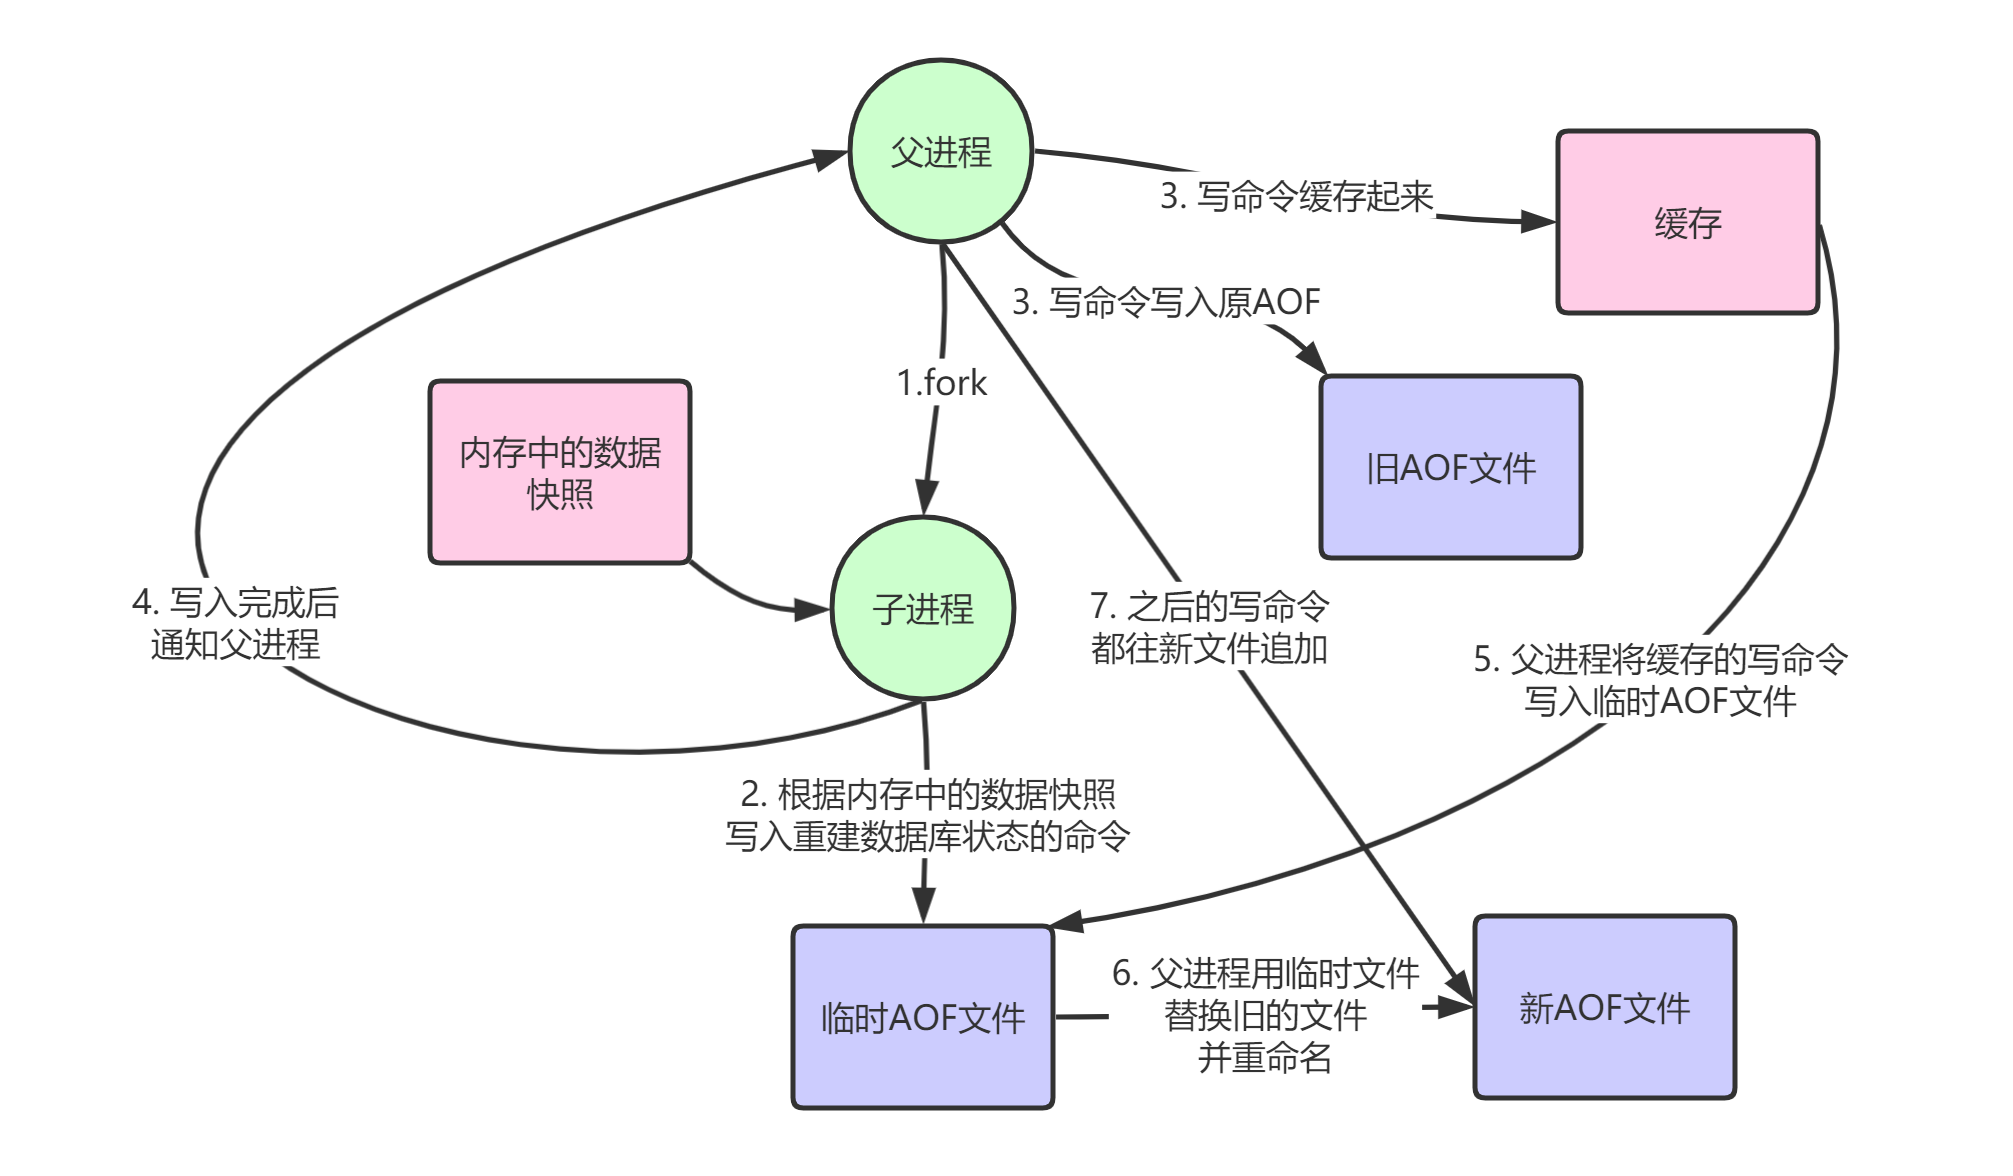 父进程
3. 写命令缓存起来
缓存
3. 写命令写入原AOF
1.fork
内存中的数据
快照
旧AOF文件
子进程
4. 写入完成后
通知父进程
7. 之后的写命令
都往新文件追加
5. 父进程将缓存的写命令
写入临时AOF文件
2. 根据内存中的数据快照
写入重建数据库状态的命令
临时AOF文件
6. 父进程用临时文件
替换旧的文件
并重命名
新AOF文件